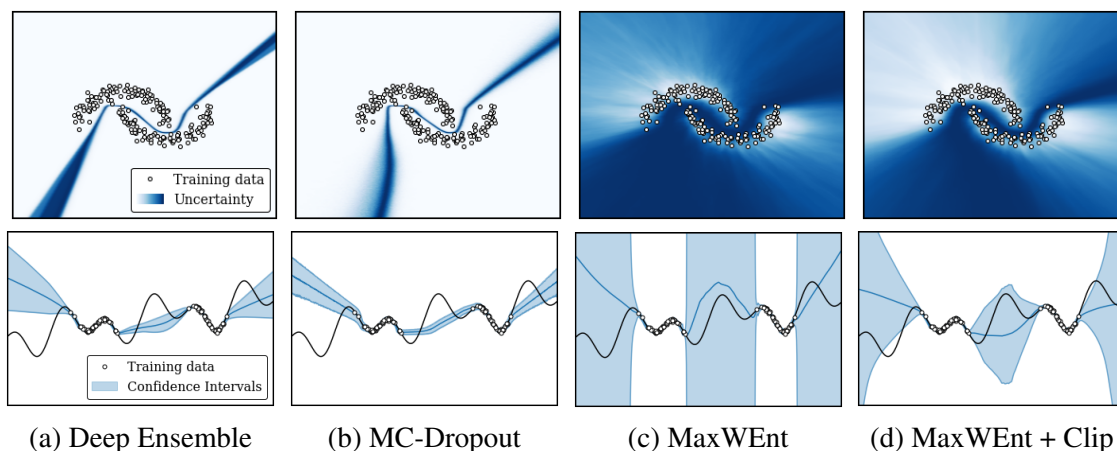 Training data
Uncertainty
Training data
Confidence Intervals
(a) Deep Ensemble
(b) MC-Dropout
(c) MaxWEnt
(d) MaxWEnt + Clip